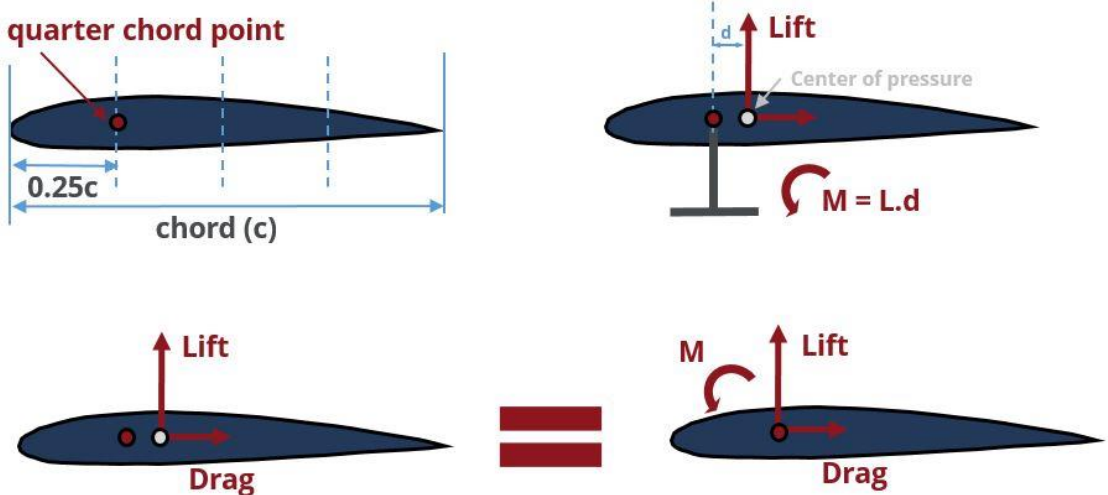 quarter chord point
0.25c
chord (c)
d
Lift
Center of pressure
M = L.d
Lift
Drag
M
Lift
Drag